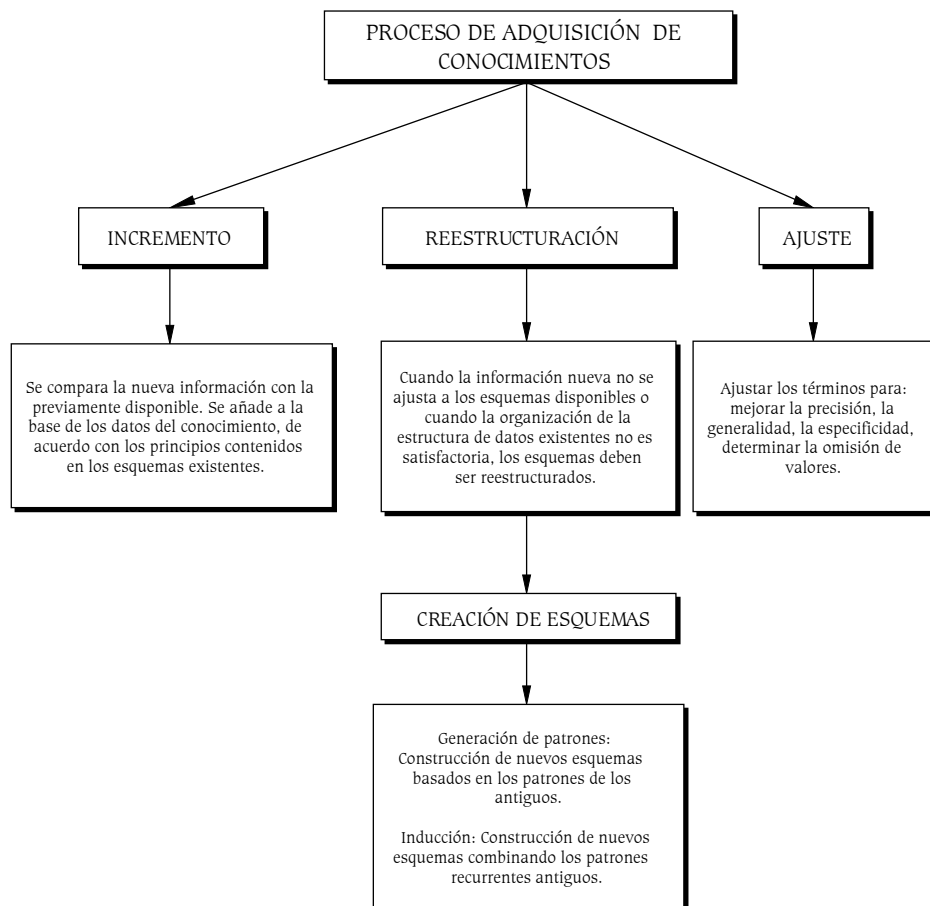 PROCESO DE ADQUISICIÓN DE
CONOCIMIENTOS
INCREMENTO
REESTRUCTURACIÓN
AJUSTE
Se compara la nueva información con la
previamente disponible. Se añade a la
base de los datos del conocimiento, de
acuerdo con los principios contenidos
en los esquemas existentes.
Cuando la información nueva no se
ajusta a los esquemas disponibles o
cuando la organización de la
estructura de datos existentes no es
satisfactoria, los esquemas deben
ser reestructurados.
Ajustar los términos para:
mejorar la precisión, la
generalidad, la especificidad,
determinar la omisión de
valores.
CREACIÓN DE ESQUEMAS
Generación de patrones:
Construcción de nuevos esquemas
basados en los patrones de los
antiguos.
Inducción: Construcción de nuevos
esquemas combinando los patrones
recurrentes antiguos.